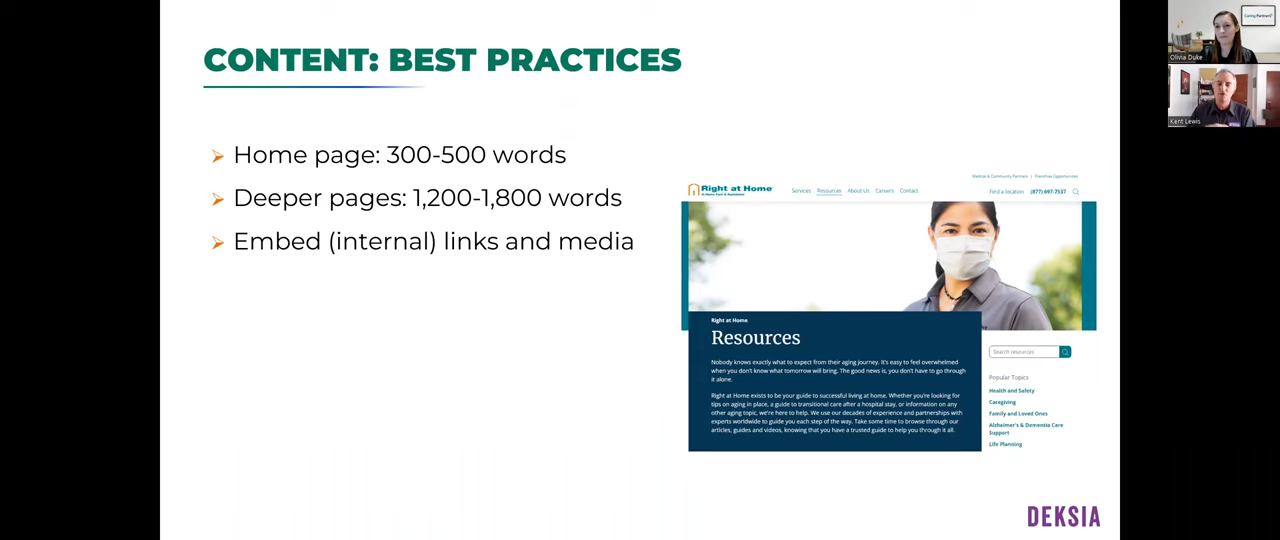 CONTENT: BEST PRACTICES
Home page: 300-500 words
Deeper pages: 1,200-1,800 words
Embed (internal) links and media
Medical & Community Partners | Franchise Opportunities
Right at Home
In Home Care & Assistance
Services Resources About Us Careers Contact
Find a location (877) 697-7537
Right at Home
Resources
Nobody knows exactly what to expect from their aging journey. It's easy to feel overwhelmed
when you don't know what tomorrow will bring. The good news is, you don't have to go through
it alone.
Right at Home exists to be your guide to successful living at home. Whether you're looking for
tips on aging in place, a guide to transitional care after a hospital stay, or information on any
other aging topic, we're here to help. We use our decades of experience and partnerships with
experts worldwide to guide you each step of the way. Take some time to browse through our
articles, guides and videos, knowing that you have a trusted guide to help you through it all.
Search resources
Popular Topics
Health and Safety
Caregiving
Family and Loved Ones
Alzheimer's & Dementia Care
Support
Life Planning
DEKSIA
Olivia Duke
Kent Lewis